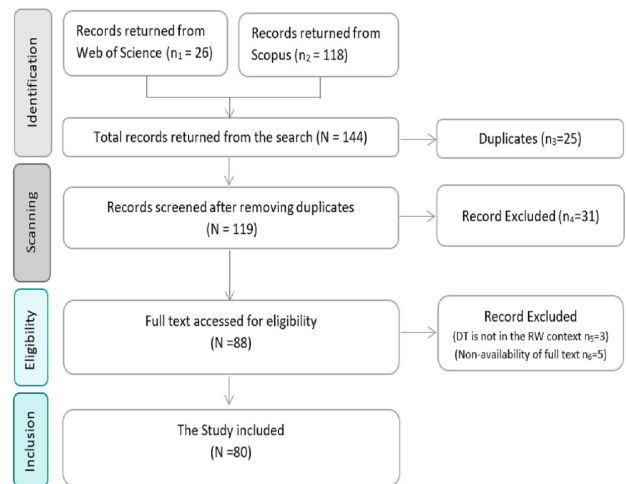 Identification
Records returned from
Web of Science (n₁ = 26)
Records returned from
Scopus (n₂ = 118)
Total records returned from the search (N = 144)
Duplicates (n₃=25)
Scanning
Records screened after removing duplicates
(N = 119)
Record Excluded (n₄=31)
Eligibility
Full text accessed for eligibility
(N =88)
Record Excluded
(DT is not in the RW context n₅=3)
(Non-availability of full text n₆=5)
Inclusion
The Study included
(N =80)